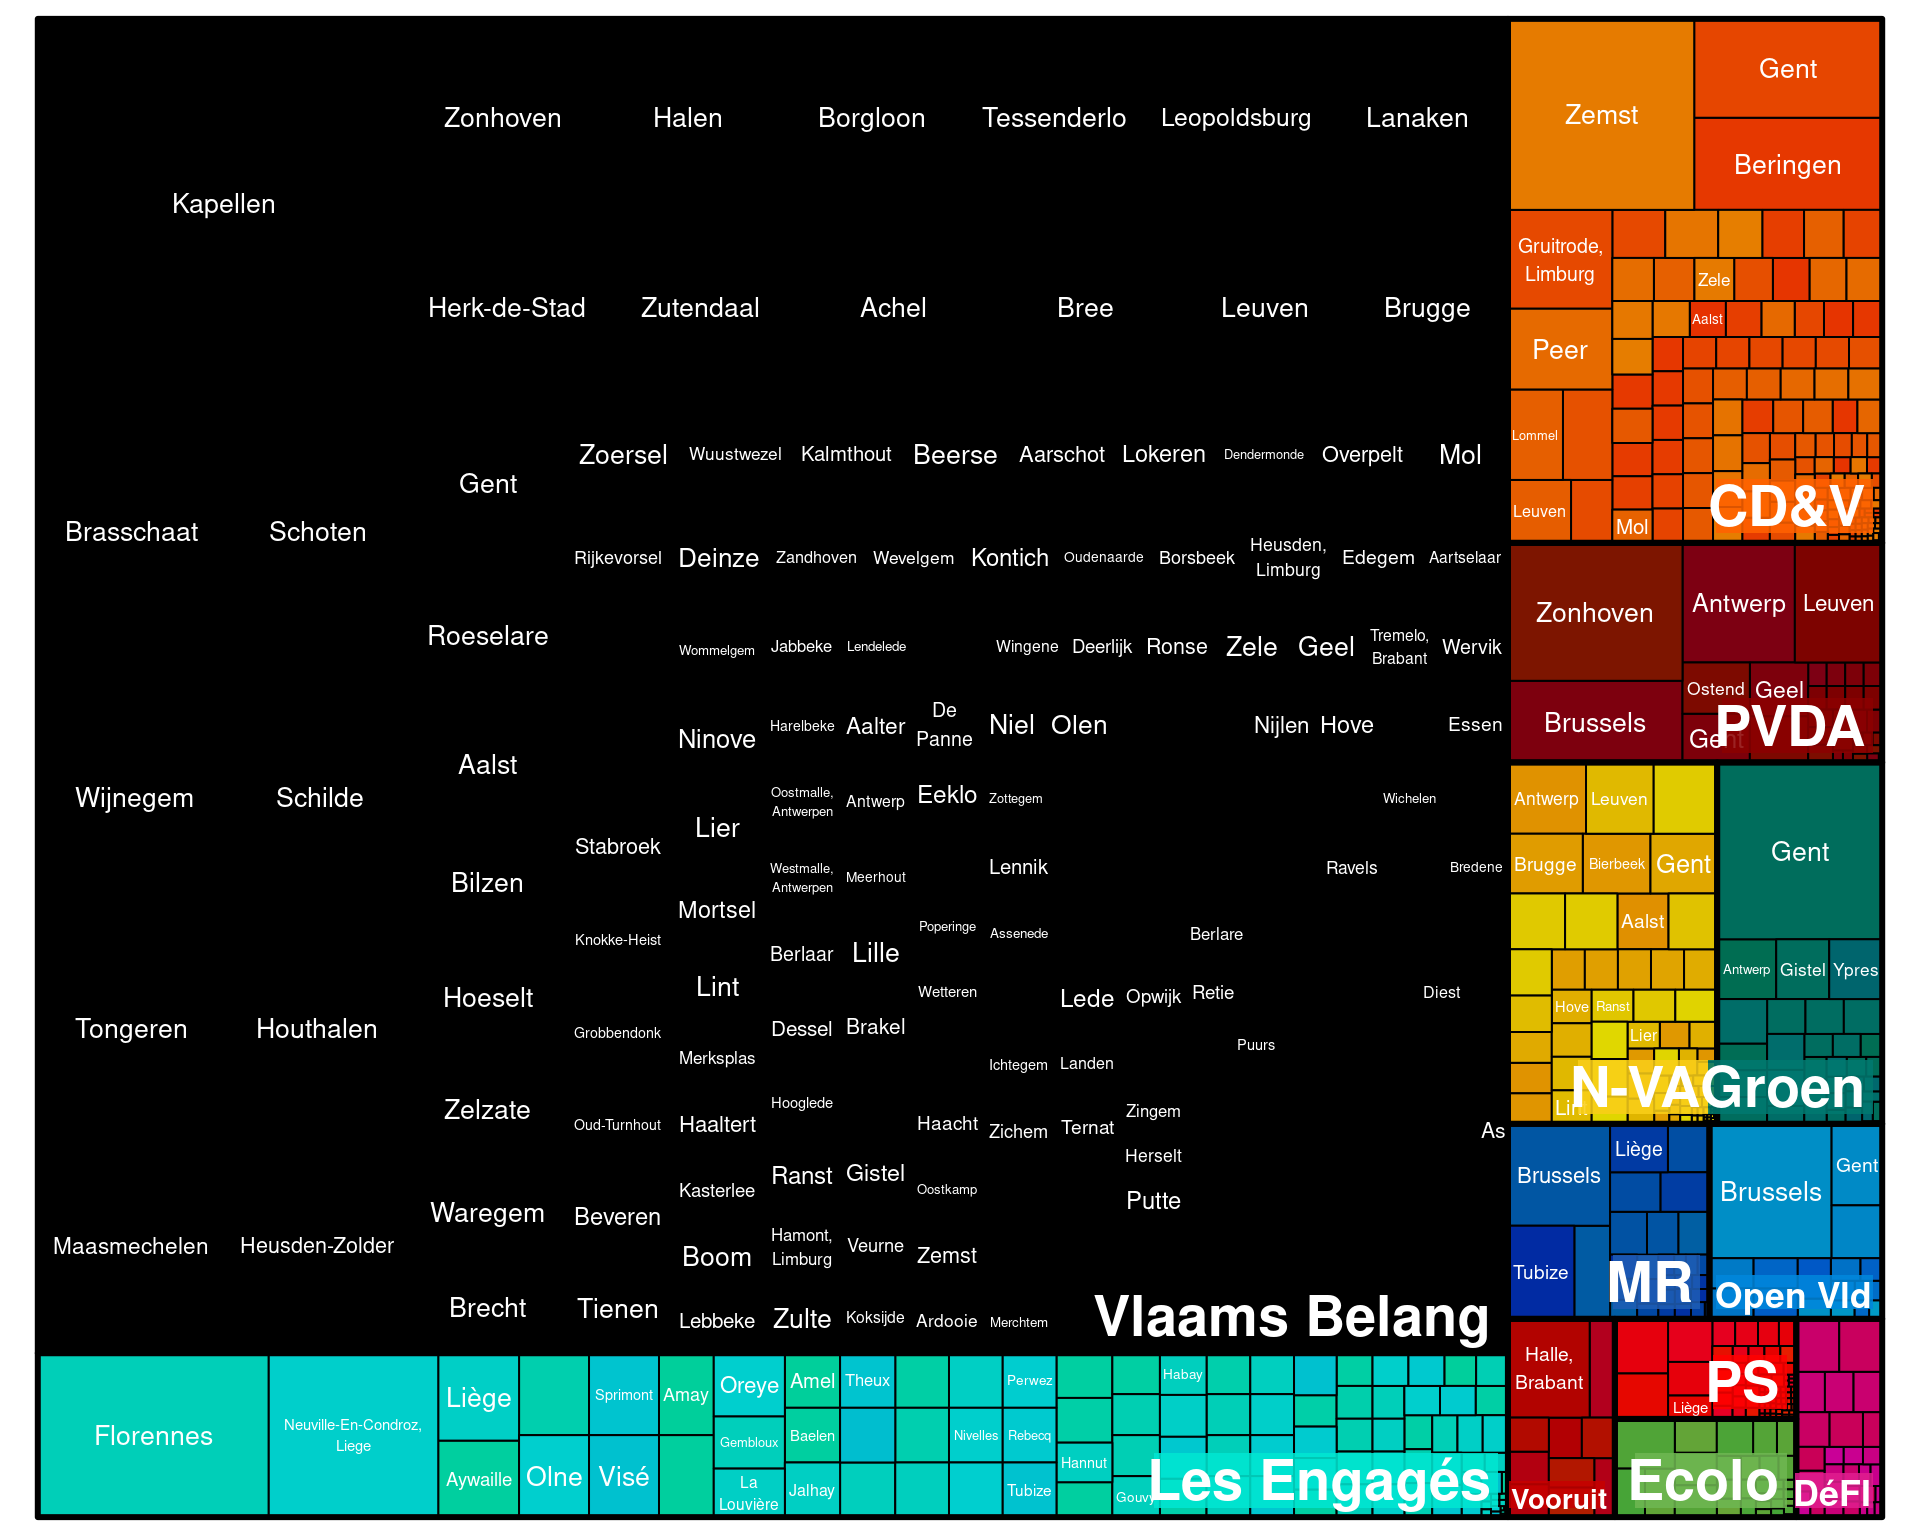 Zonhoven
Halen
Borgloon
Tessenderlo
Leopoldsburg
Lanaken
Kapellen
Herk-de-Stad
Zutendaal
Achel
Bree
Leuven
Brugge
Brasschaat
Schoten
Gent
Zoersel
Wuustwezel
Kalmthout
Beerse
Aarschot
Lokeren
Dendermonde
Overpelt
Mol
Rijkevorsel
Deinze
Zandhoven
Wevelgem
Kontich
Oudenaarde
Borsbeek
Heusden,
Limburg
Edegem
Aartselaar
Roeselare
Wommelgem
Jabbeke
Lendelede
Wingene
Deerlijk
Ronse
Zele
Geel
Tremelo,
Brabant
Wervik
Aalst
Ninove
Harelbeke
Aalter
De
Panne
Niel
Olen
Nijlen
Hove
Essen
Wijnegem
Schilde
Lier
Oostmalle,
Antwerpen
Antwerp
Eeklo
Zottegem
Wichelen
Stabroek
Bilzen
Westmalle,
Antwerpen
Meerhout
Lennik
Ravels
Bredene
Mortsel
Knokke-Heist
Berlaar
Lille
Poperinge
Assenede
Berlare
Hoeselt
Lint
Wetteren
Lede
Opwijk
Retie
Diest
Tongeren
Houthalen
Grobbendonk
Merksplas
Dessel
Brakel
Ichtegem
Landen
Puurs
Zelzate
Oud-Turnhout
Haaltert
Hooglede
Haacht
Zichem
Ternat
Zingem
Herselt
As
Waregem
Beveren
Kasterlee
Ranst
Gistel
Oostkamp
Putte
Maasmechelen
Heusden-Zolder
Boom
Hamont,
Limburg
Veurne
Zemst
Brecht
Tienen
Lebbeke
Zulte
Koksijde
Ardooie
Merchtem
Vlaams Belang
Florennes
Neuville-En-Condroz,
Liege
Liège
Aywaille
Olne
Sprimont
Visé
Amay
Oreye
Gembloux
La
Louvière
Amel
Baelen
Jalhay
Theux
Nivelles
Perwez
Rebecq
Tubize
Hannut
Habay
Gouvy
Les Engagés
Zemst
Gent
Beringen
Gruitrode,
Limburg
Zele
Aalst
Peer
Lommel
Leuven
Mol
CD&V
Zonhoven
Antwerp
Leuven
Brussels
Ostend
Geel
Gent
PVDA
Antwerp
Leuven
Brugge
Bierbeek
Gent
Aalst
Hove
Ranst
Lier
Lint
N-VA
Gent
Antwerp
Gistel
Ypres
Groen
Brussels
Liège
Tubize
MR
Brussels
Gent
Open Vld
Halle,
Brabant
Vooruit
Liège
PS
Ecolo
DéFI